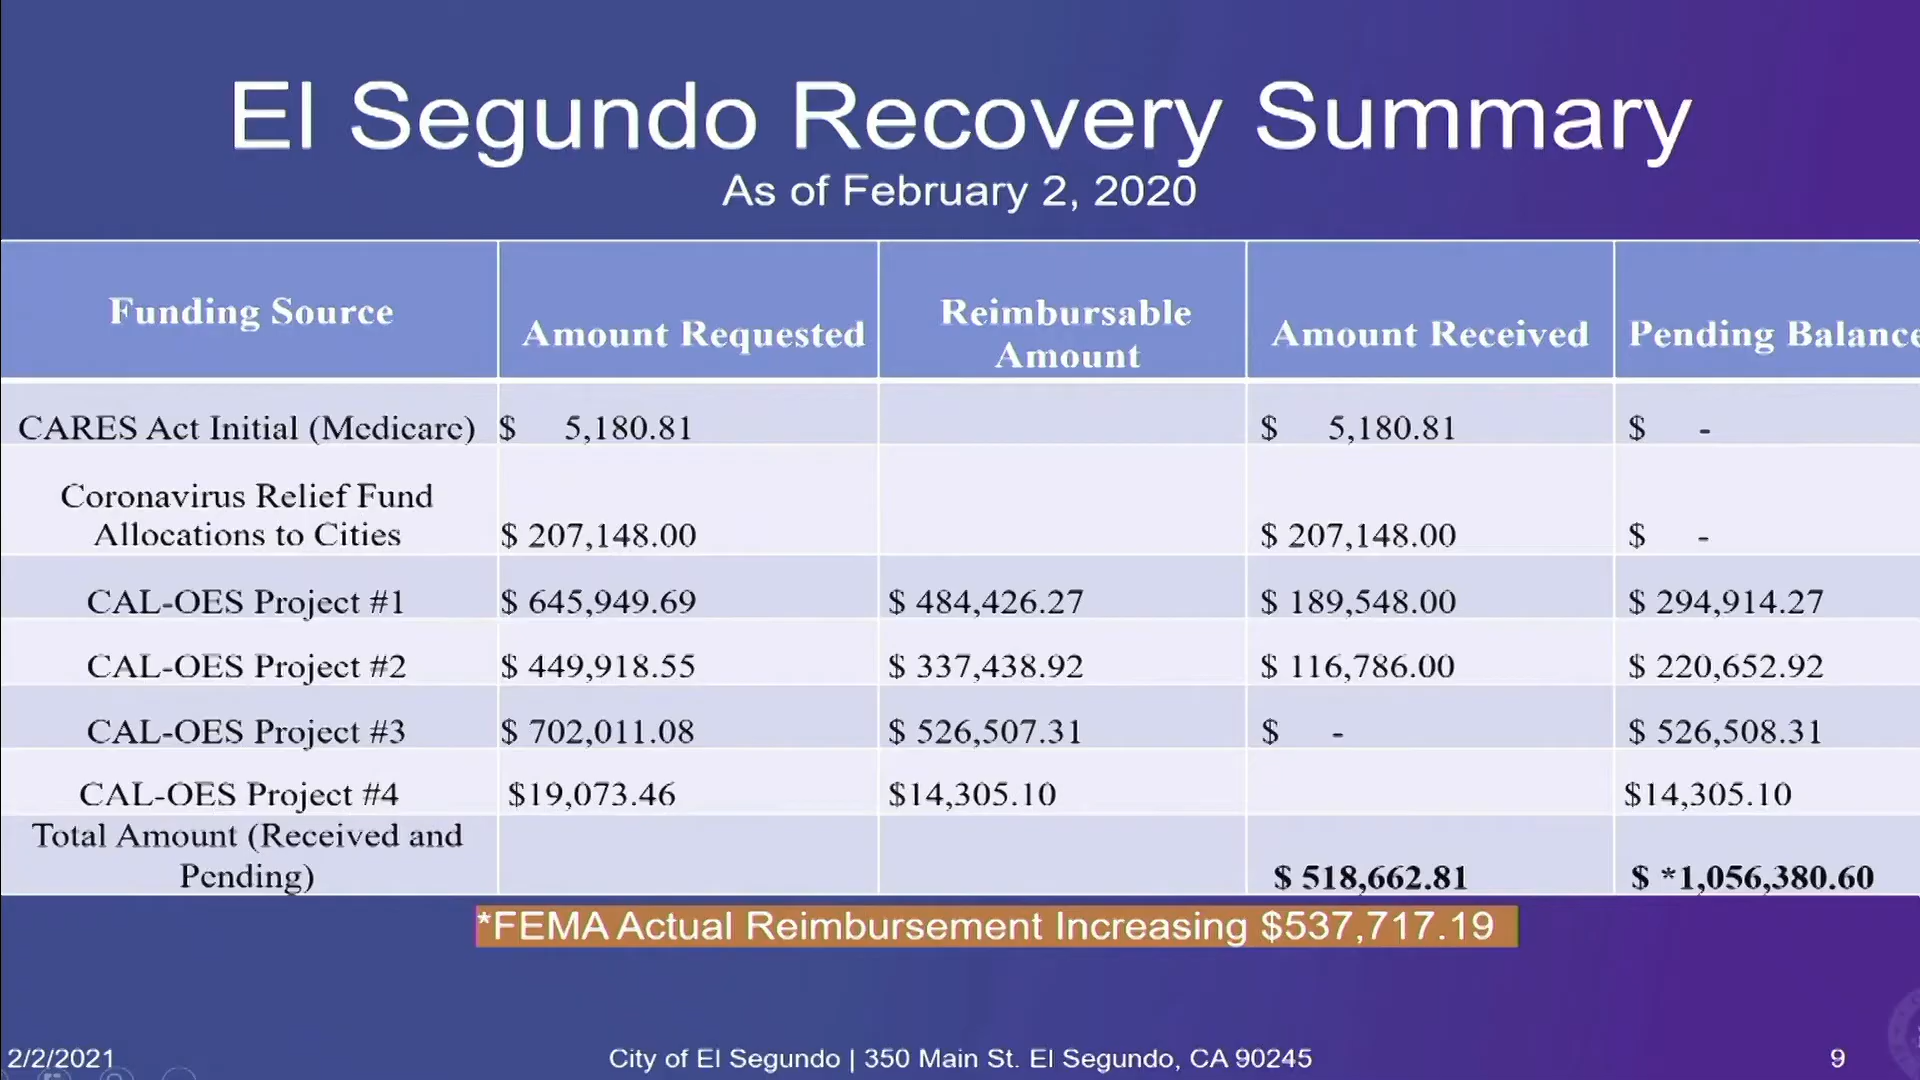 El Segundo Recovery Summary
As of February 2, 2020
Funding Source
Amount Requested
Reimbursable
Amount
Amount Received
Pending Balance
CARES Act Initial (Medicare) $ 5,180.81 $ 5,180.81 $ -
Coronavirus Relief Fund
Allocations to Cities $ 207,148.00 $ 207,148.00 $ -
CAL-OES Project #1 $ 645,949.69 $ 484,426.27 $ 189,548.00 $ 294,914.27
CAL-OES Project #2 $ 449,918.55 $ 337,438.92 $ 116,786.00 $ 220,652.92
CAL-OES Project #3 $ 702,011.08 $ 526,507.31 $ - $ 526,508.31
CAL-OES Project #4 $19,073.46 $14,305.10 $14,305.10
Total Amount (Received and
Pending) $ 518,662.81 $ *1,056,380.60
*FEMA Actual Reimbursement Increasing $537,717.19
2/2/2021
City of El Segundo | 350 Main St. El Segundo, CA 90245
9